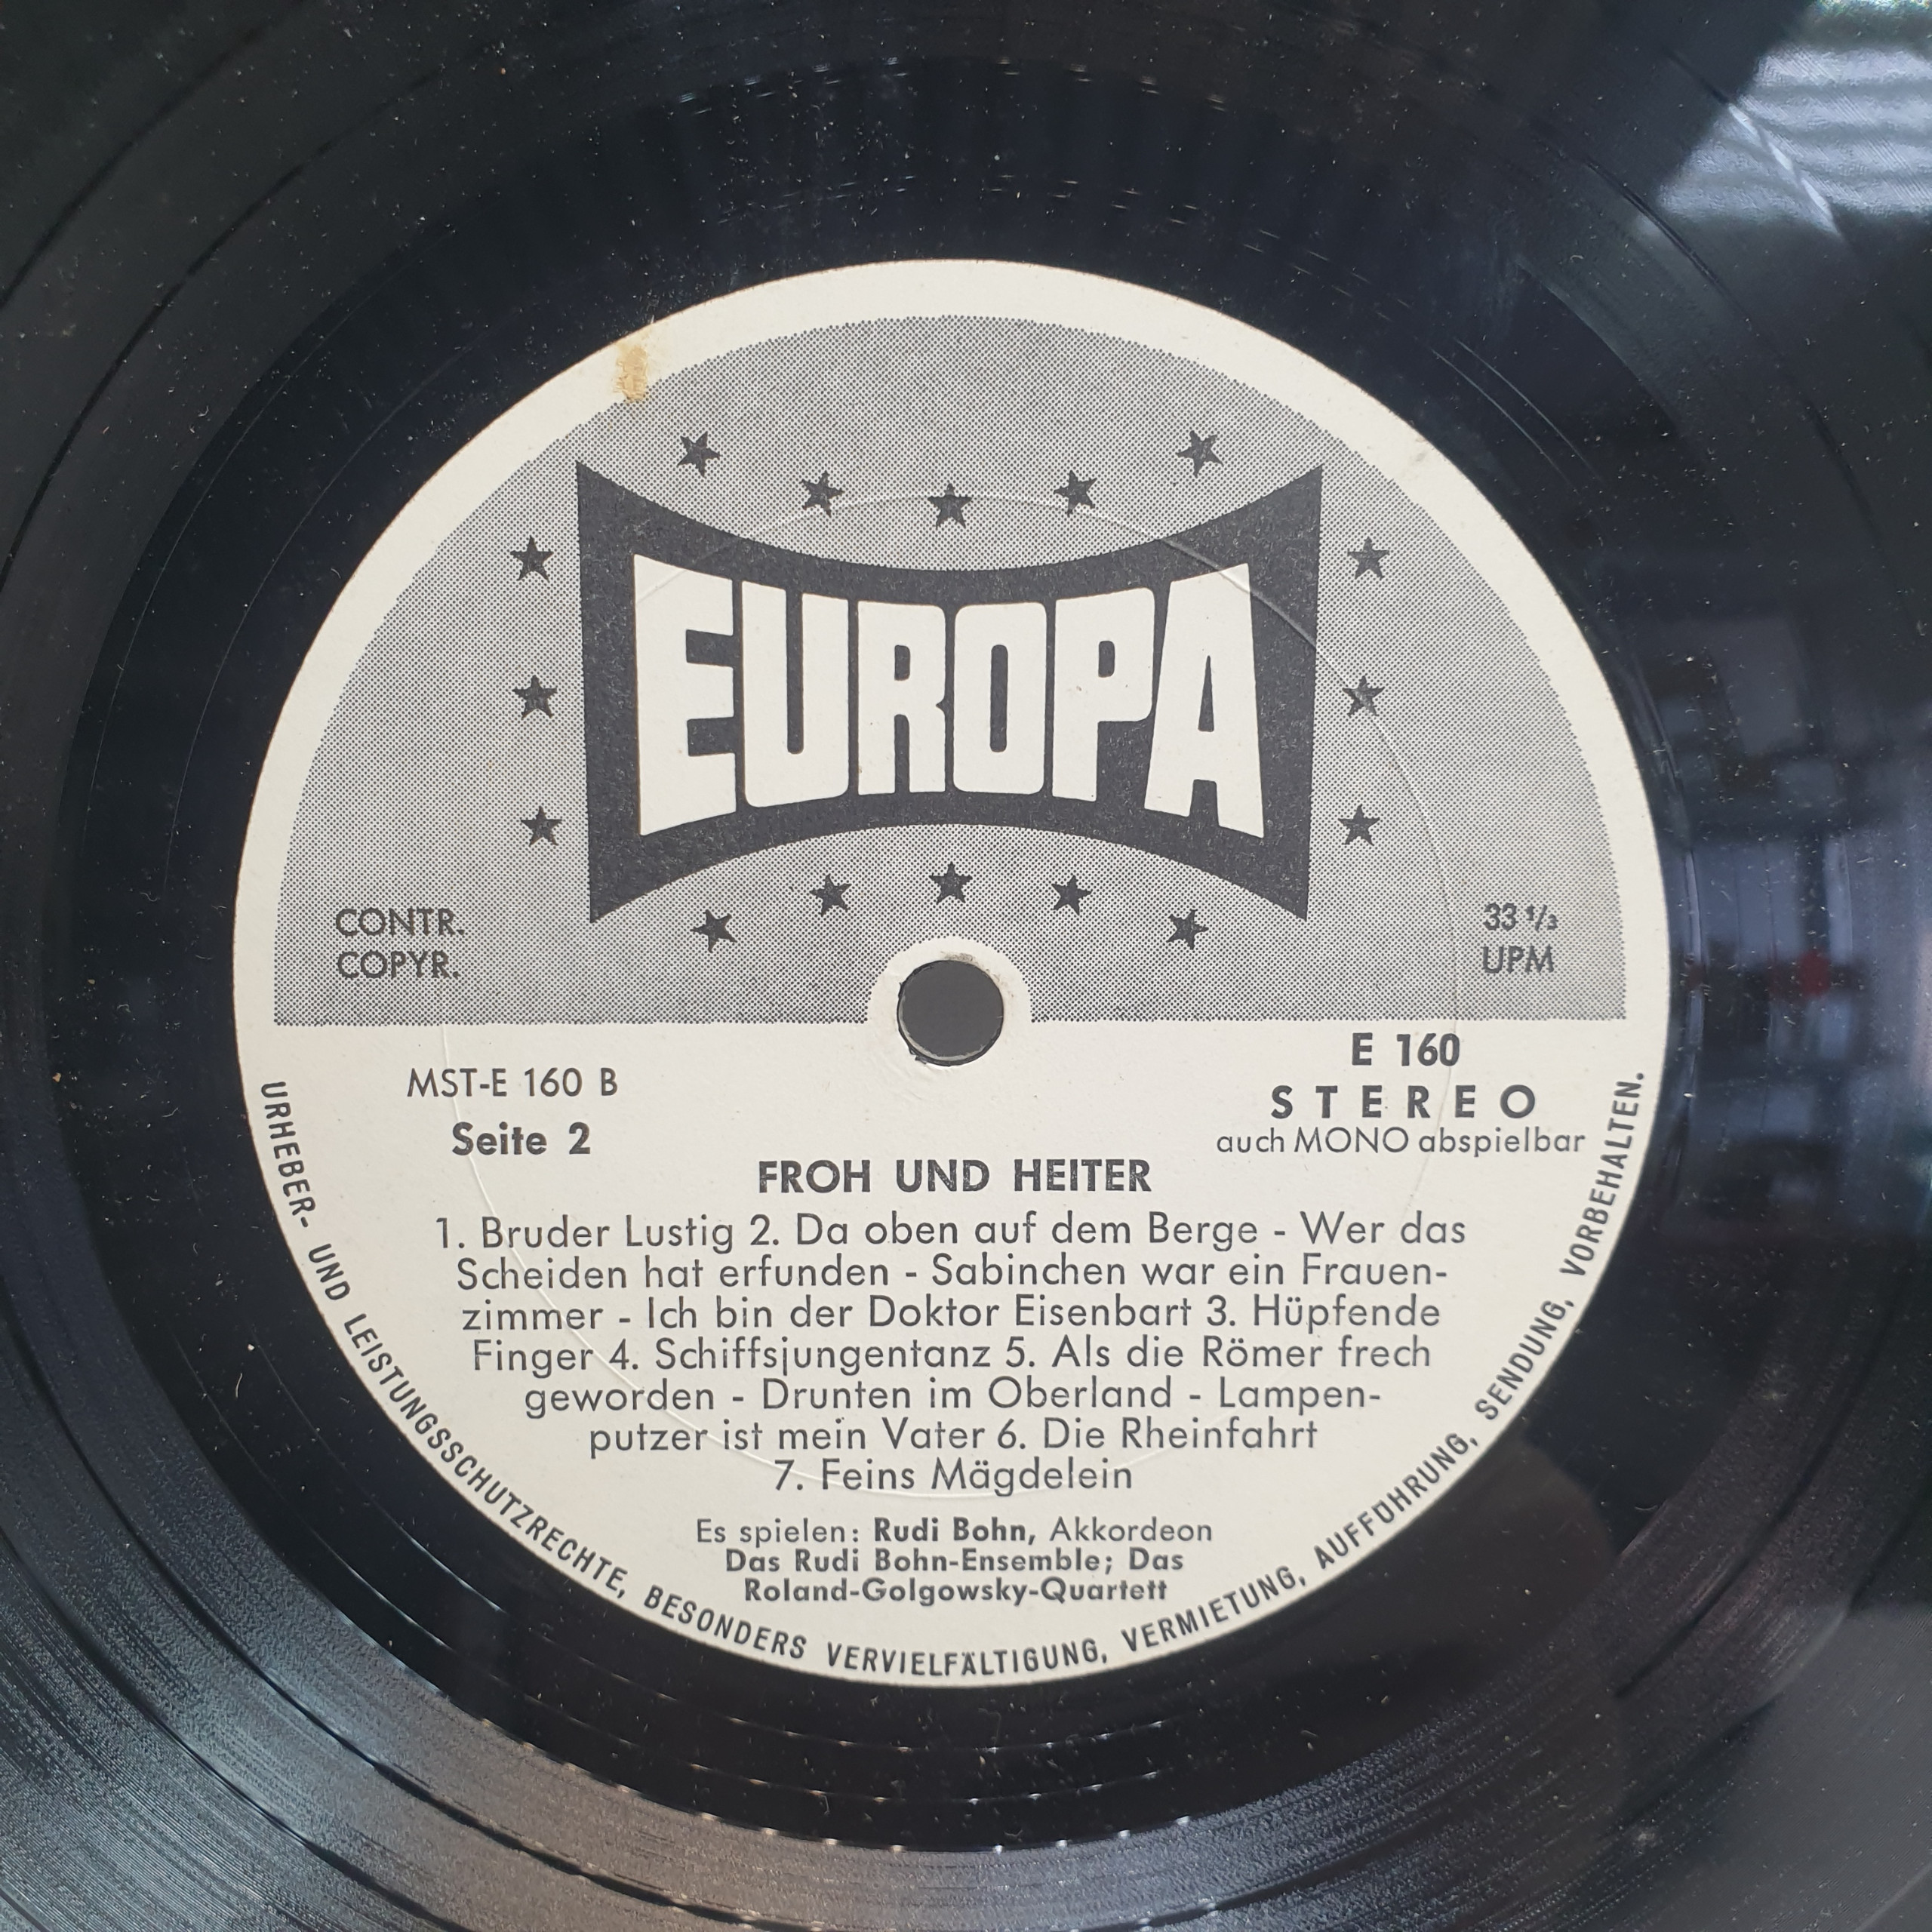 EUROPA
CONTR.
COPYR.
33 1/3
UPM
MST-E 160 B
Seite 2
E 160
STEREO
auch MONO abspielbar
FROH UND HEITER
1. Bruder Lustig 2. Da oben auf dem Berge - Wer das
Scheiden hat erfunden - Sabinchen war ein Frauen-
zimmer - Ich bin der Doktor Eisenbart 3. Hüpfende
Finger 4. Schiffsjungentanz 5. Als die Römer frech
geworden - Drunten im Oberland - Lampen-
putzer ist mein Vater 6. Die Rheinfahrt
7. Feins Mägdelein
Es spielen: Rudi Bohn, Akkordeon
Das Rudi Bohn-Ensemble; Das
Roland-Golgowsky-Quartett
URHEBER- UND LEISTUNGSSCHUTZRECHTE, BESONDERS VERVIELFÄLTIGUNG, VERMIETUNG, AUFFÜHRUNG, SENDUNG, VORBEHALTEN.